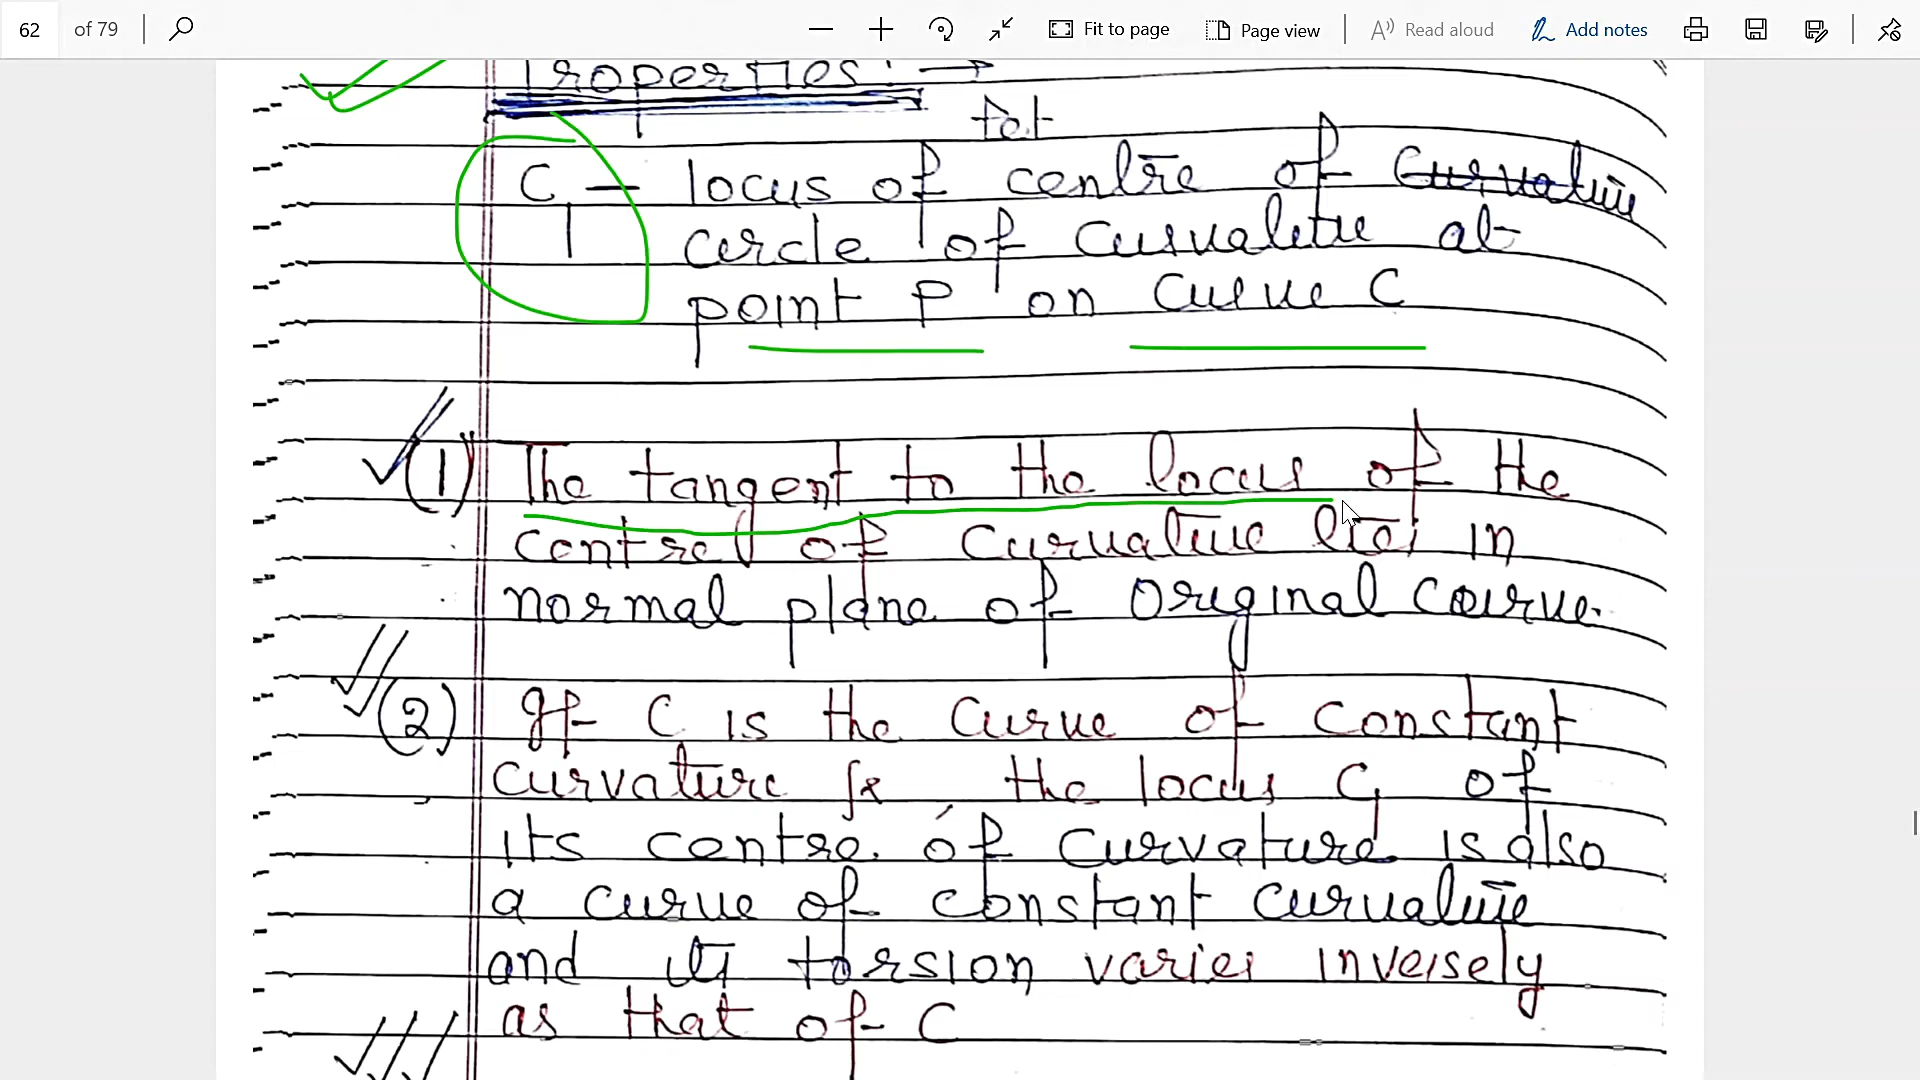 62 of 79 Fit to page Page view Read aloud Add notes
Properties : →
for
C₁ – locus of centre of
circle of curvature at
point P on curve C
(1) The tangent to the locus of the
centre of curvature lies in
normal plane of original curve.
(2) If C is the curve of constant
curvature & the locus C₁ of
its centre of curvature is also
a curve of constant curvature
and its torsion varies inversely
as that of C